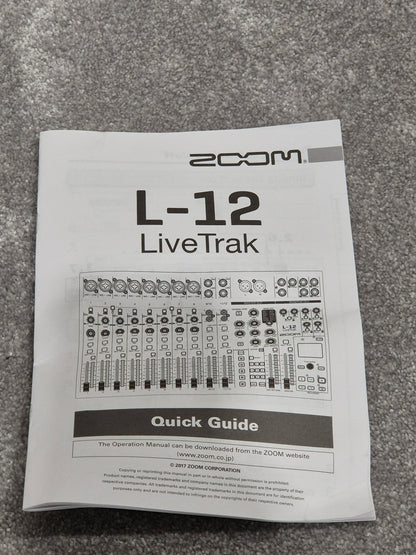 ZOOM®
L-12
LiveTrak
L-12
Quick Guide
The Operation Manual can be downloaded from the ZOOM website
(www.zoom.co.jp)
© 2017 ZOOM CORPORATION
Copying or reprinting this manual in part or in whole without permission is prohibited.
Product names, registered trademarks and company names in this document are the property of their
respective companies. All trademarks and registered trademarks in this document are for identification
purposes only and are not intended to infringe on the copyrights of their respective owners.